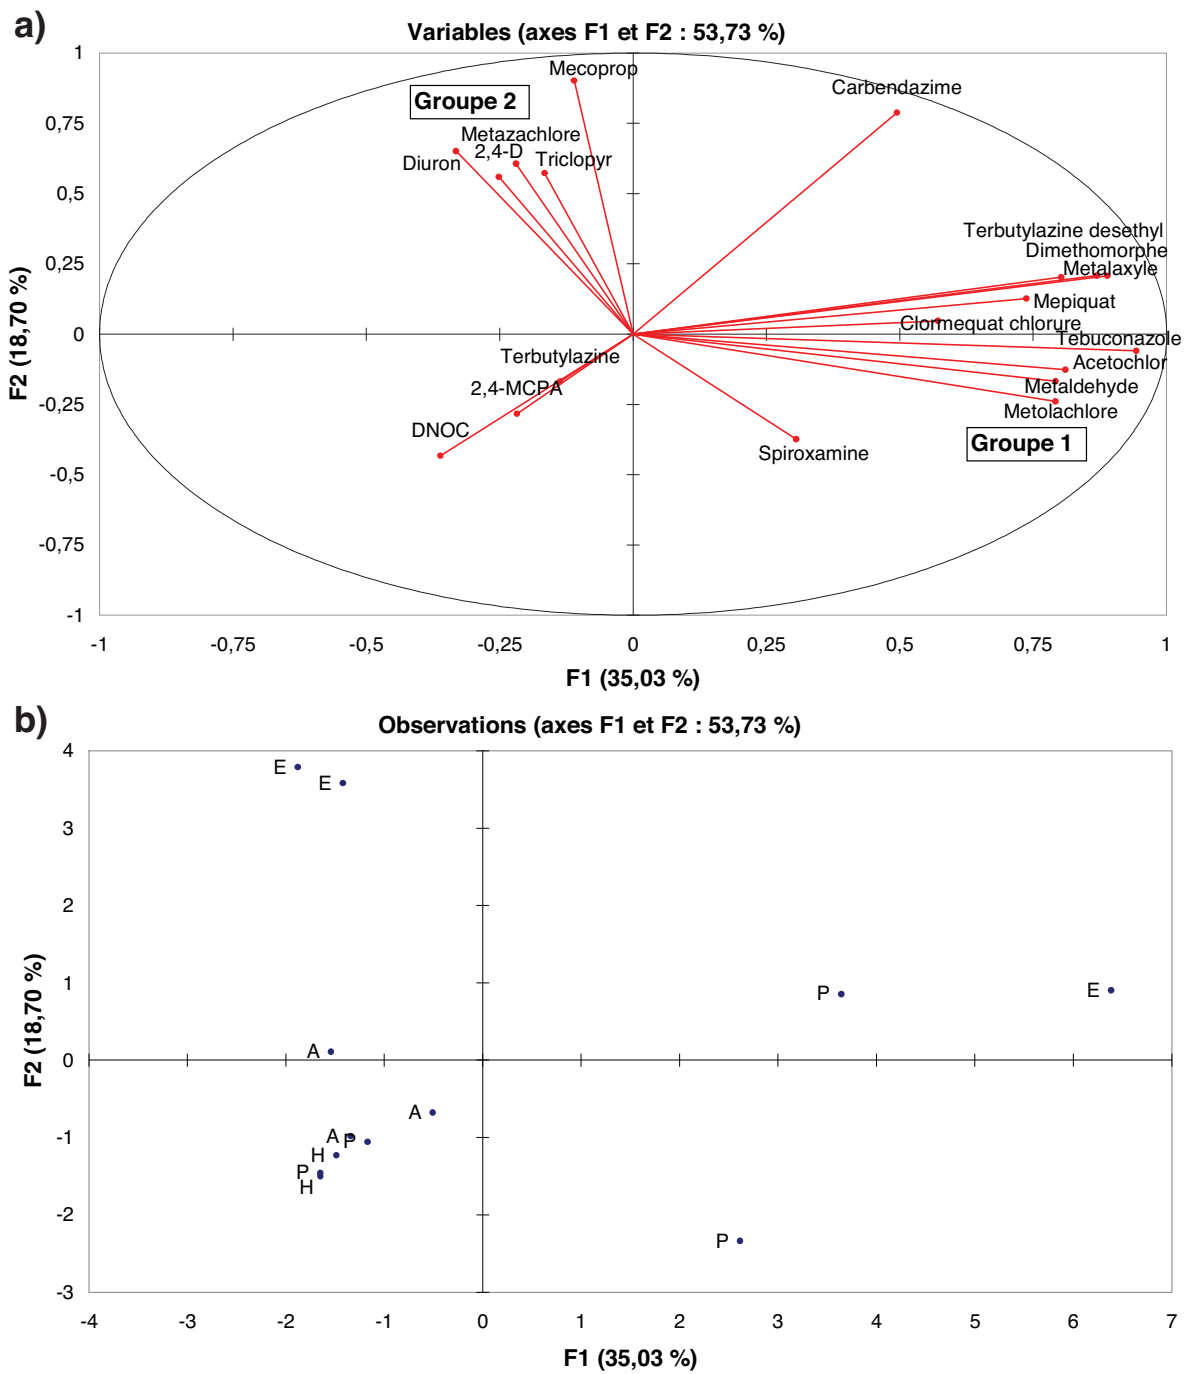 a)
Variables (axes F1 et F2 : 53,73 %)
1
Mecoprop
Carbendazime
Groupe 2
0,75
Metazachlore
2,4-D
Triclopyr
Diuron
0,5
Terbutylazine desethyl
Dimethomorphe
0,25
Metalaxyle
Mepiquat
Clormequat chlorure
0
Tebuconazole
Terbutylazine
Acetochlor
2,4-MCPA
Metaldehyde
-0,25
Metolachlore
DNOC
Groupe 1
Spiroxamine
-0,5
-0,75
-1
F2 (18,70 %)
-1 -0,75 -0,5 -0,25 0 0,25 0,5 0,75 1
F1 (35,03 %)
b)
Observations (axes F1 et F2 : 53,73 %)
4
E
E
3
2
1
P
E
A
0
A
-1
A
P
H
P
H
-2
P
-3
F2 (18,70 %)
-4 -3 -2 -1 0 1 2 3 4 5 6 7
F1 (35,03 %)